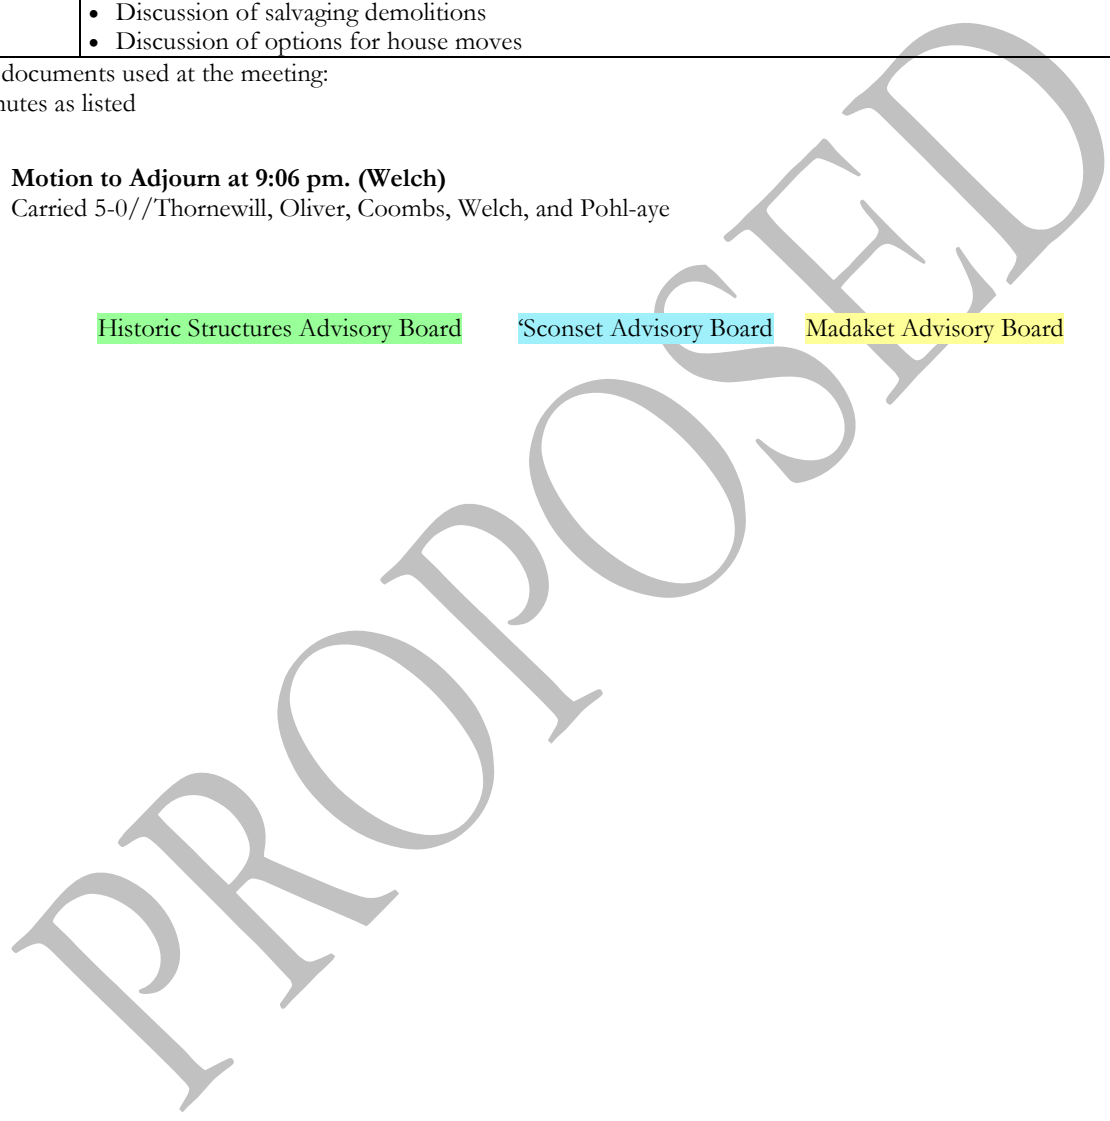 • Discussion of salvaging demolitions
• Discussion of options for house moves
documents used at the meeting:
as listed
Motion to Adjourn at 9:06 pm. (Welch)
Carried 5-0//Thornewill, Oliver, Coombs, Welch, and Pohl-aye
Historic Structures Advisory Board ‘Sconset Advisory Board Madaket Advisory Board
PROPOSED